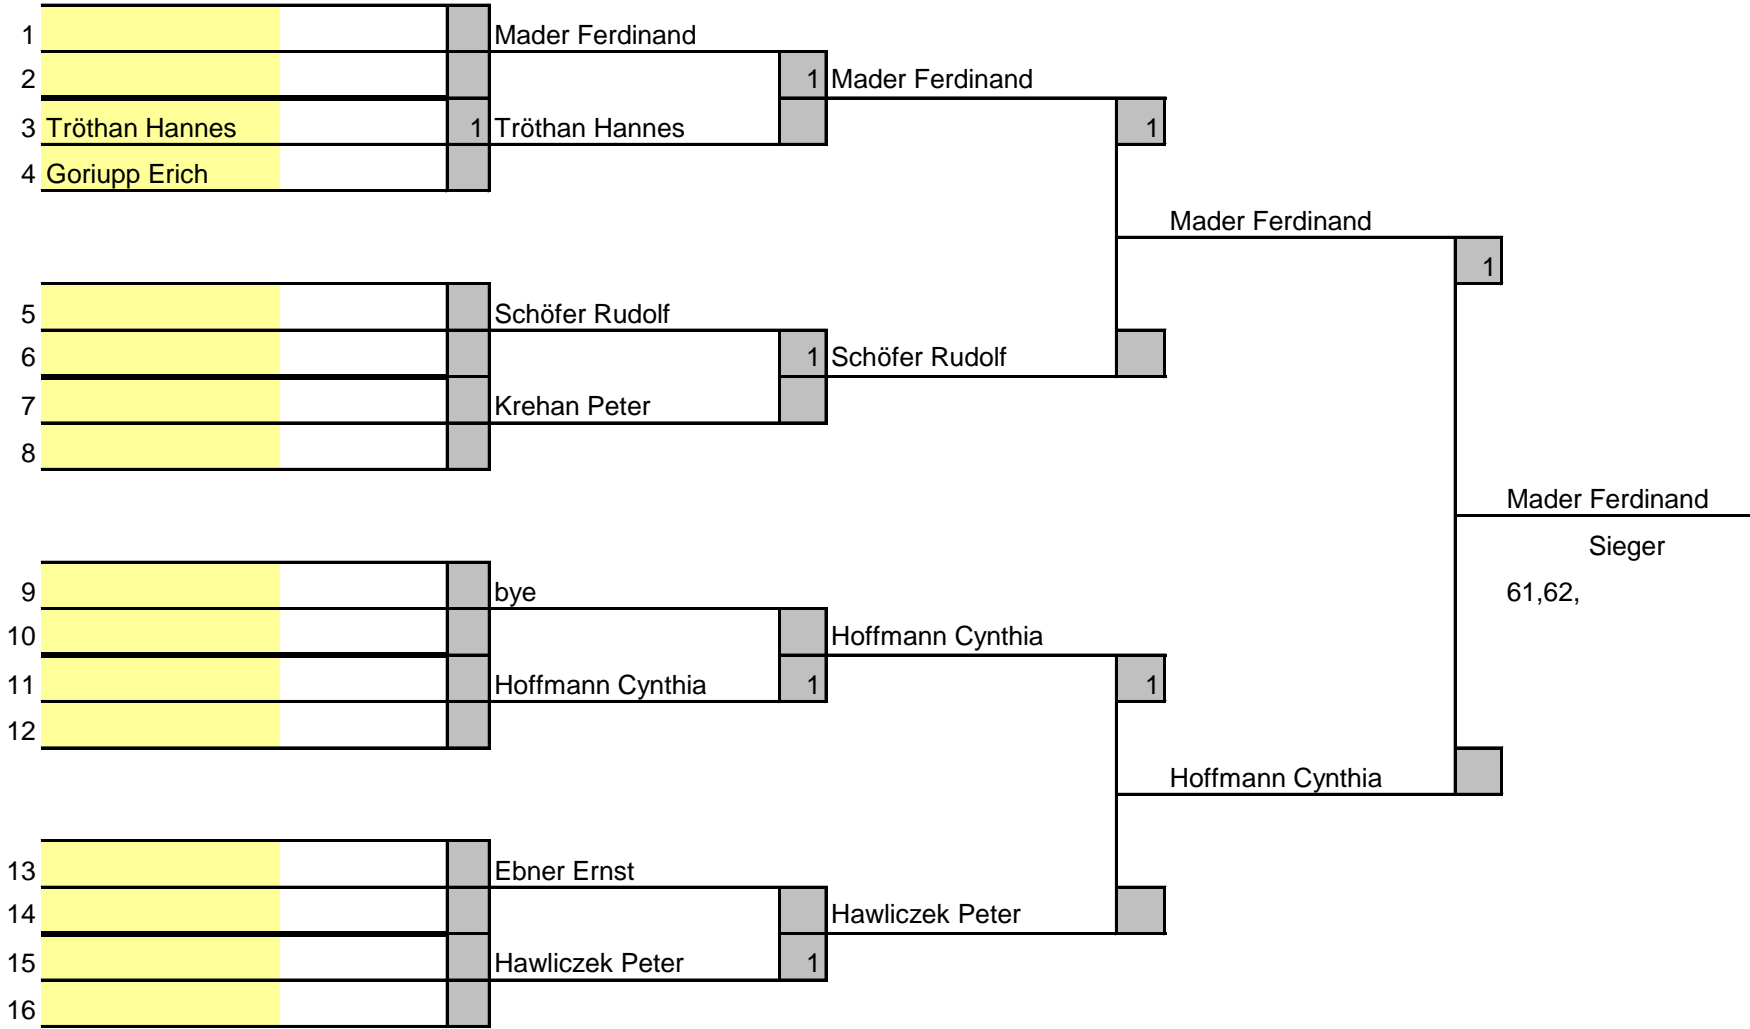 1 Mader Ferdinand
2 1 Mader Ferdinand
3 Tröthan Hannes 1 Tröthan Hannes 1
4 Goriupp Erich
Mader Ferdinand
1
5 Schöfer Rudolf
6 1 Schöfer Rudolf
7 Krehan Peter
8
Mader Ferdinand
Sieger
9 bye 61,62,
10 Hoffmann Cynthia
11 Hoffmann Cynthia 1 1
12
Hoffmann Cynthia
13 Ebner Ernst
14 Hawliczek Peter
15 Hawliczek Peter 1
16